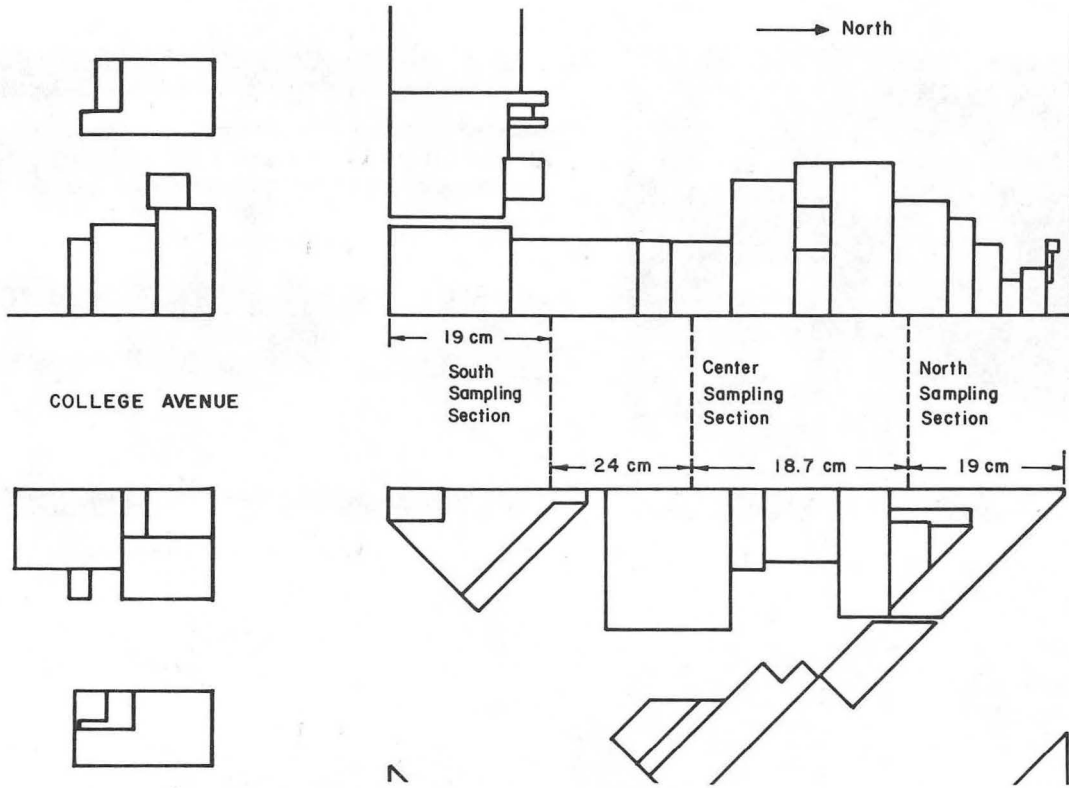 North
19 cm
South
Sampling
Section
Center
Sampling
Section
North
Sampling
Section
COLLEGE AVENUE
24 cm
18.7 cm
19 cm